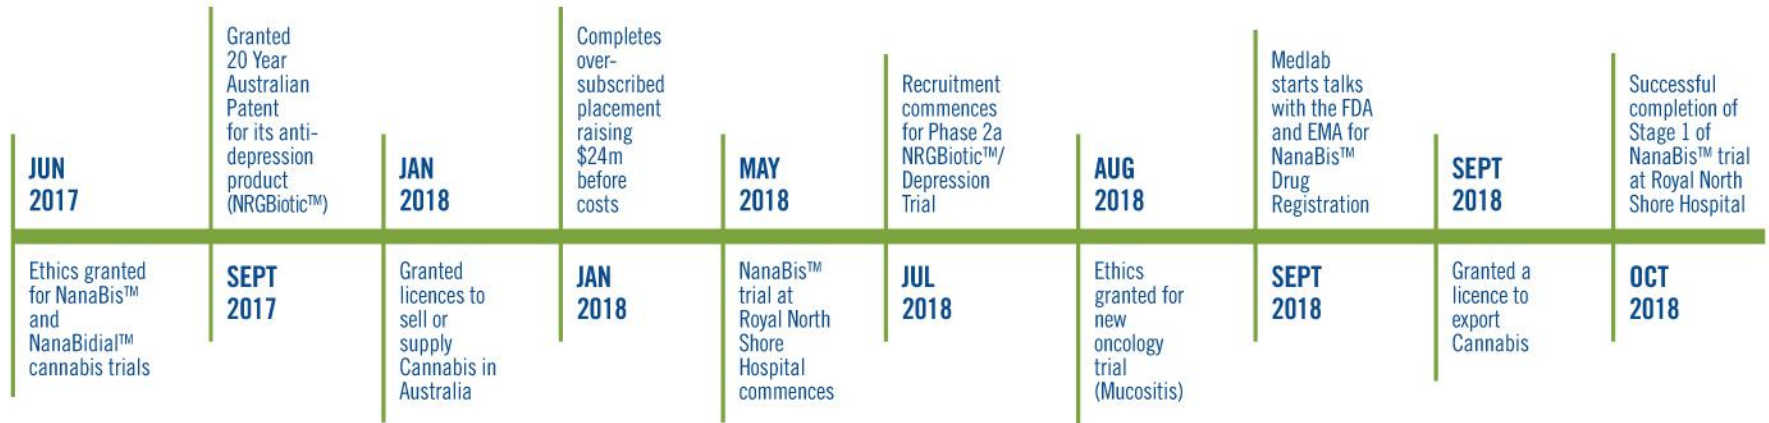 JUN
2017
Ethics granted
for NanaBis™
and
NanaBidial™
cannabis trials
Granted
20 Year
Australian
Patent
for its anti-
depression
product
(NRGBiotic™)
SEPT
2017
JAN
2018
Granted
licences to
sell or
supply
Cannabis in
Australia
Completes
over-
subscribed
placement
raising
$24m
before
costs
JAN
2018
MAY
2018
NanaBis™
trial at
Royal North
Shore
Hospital
commences
Recruitment
commences
for Phase 2a
NRGBiotic™/
Depression
Trial
JUL
2018
AUG
2018
Ethics
granted for
new
oncology
trial
(Mucositis)
Medlab
starts talks
with the FDA
and EMA for
NanaBis™
Drug
Registration
SEPT
2018
SEPT
2018
Granted a
licence to
export
Cannabis
Successful
completion of
Stage 1 of
NanaBis™ trial
at Royal North
Shore Hospital
OCT
2018